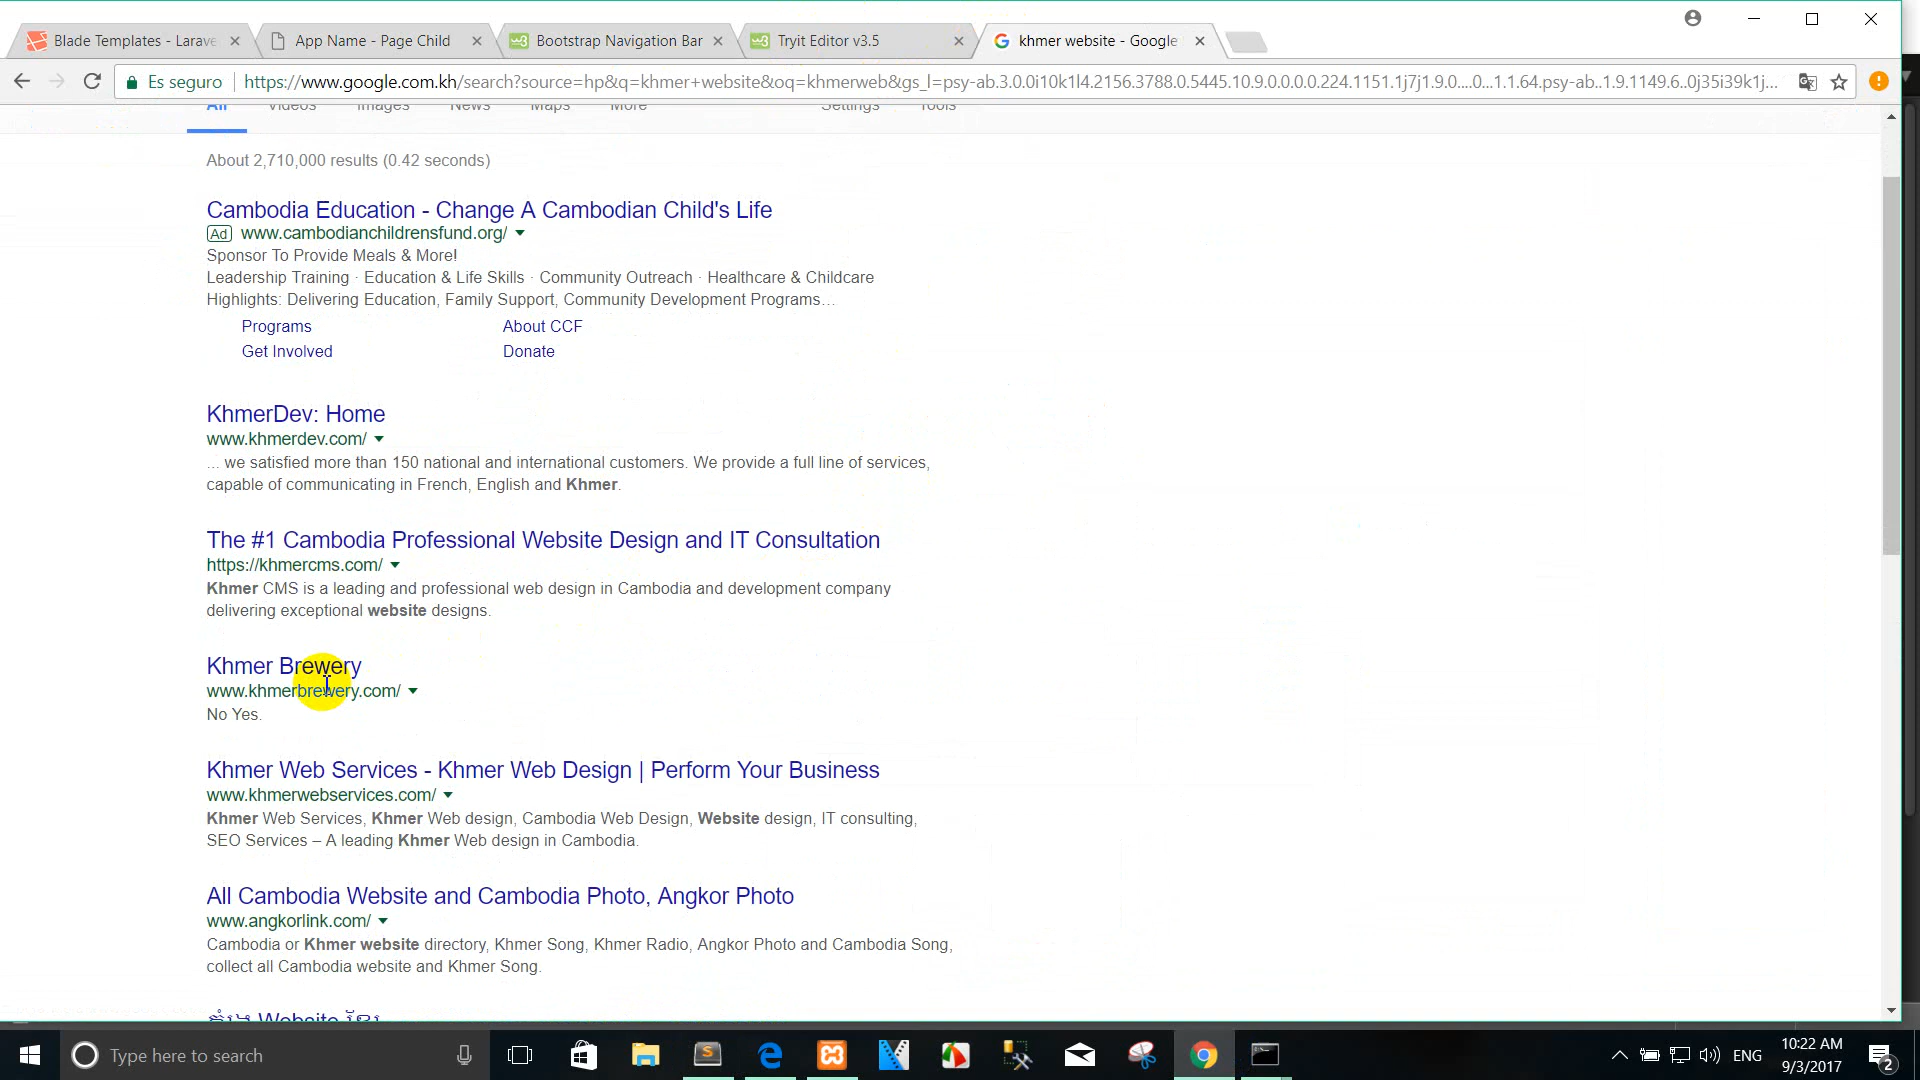 Blade Templates - Larave
App Name - Page Child
Bootstrap Navigation Bar
Tryit Editor v3.5
khmer website - Google
Es seguro
https://www.google.com.kh/search?source=hp&q=khmer+website&oq=khmerweb&gs_l=psy-ab.3.0.0i10k1l4.2156.3788.0.5445.10.9.0.0.0.0.224.1151.1j7j1.9.0....0...1.1.64.psy-ab..1.9.1149.6..0j35i39k1j...
All Videos Images News Maps More Settings Tools
About 2,710,000 results (0.42 seconds)
Cambodia Education - Change A Cambodian Child's Life
Ad www.cambodianchildrensfund.org/
Sponsor To Provide Meals & More!
Leadership Training · Education & Life Skills · Community Outreach · Healthcare & Childcare
Highlights: Delivering Education, Family Support, Community Development Programs…
Programs About CCF
Get Involved Donate
KhmerDev: Home
www.khmerdev.com/
... we satisfied more than 150 national and international customers. We provide a full line of services,
capable of communicating in French, English and Khmer.
The #1 Cambodia Professional Website Design and IT Consultation
https://khmercms.com/
Khmer CMS is a leading and professional web design in Cambodia and development company
delivering exceptional website designs.
Khmer Brewery
www.khmerbrewery.com/
No Yes.
Khmer Web Services - Khmer Web Design | Perform Your Business
www.khmerwebservices.com/
Khmer Web Services, Khmer Web design, Cambodia Web Design, Website design, IT consulting,
SEO Services – A leading Khmer Web design in Cambodia.
All Cambodia Website and Cambodia Photo, Angkor Photo
www.angkorlink.com/
Cambodia or Khmer website directory, Khmer Song, Khmer Radio, Angkor Photo and Cambodia Song,
collect all Cambodia website and Khmer Song.
Website
Type here to search
ENG
10:22 AM
9/3/2017
2